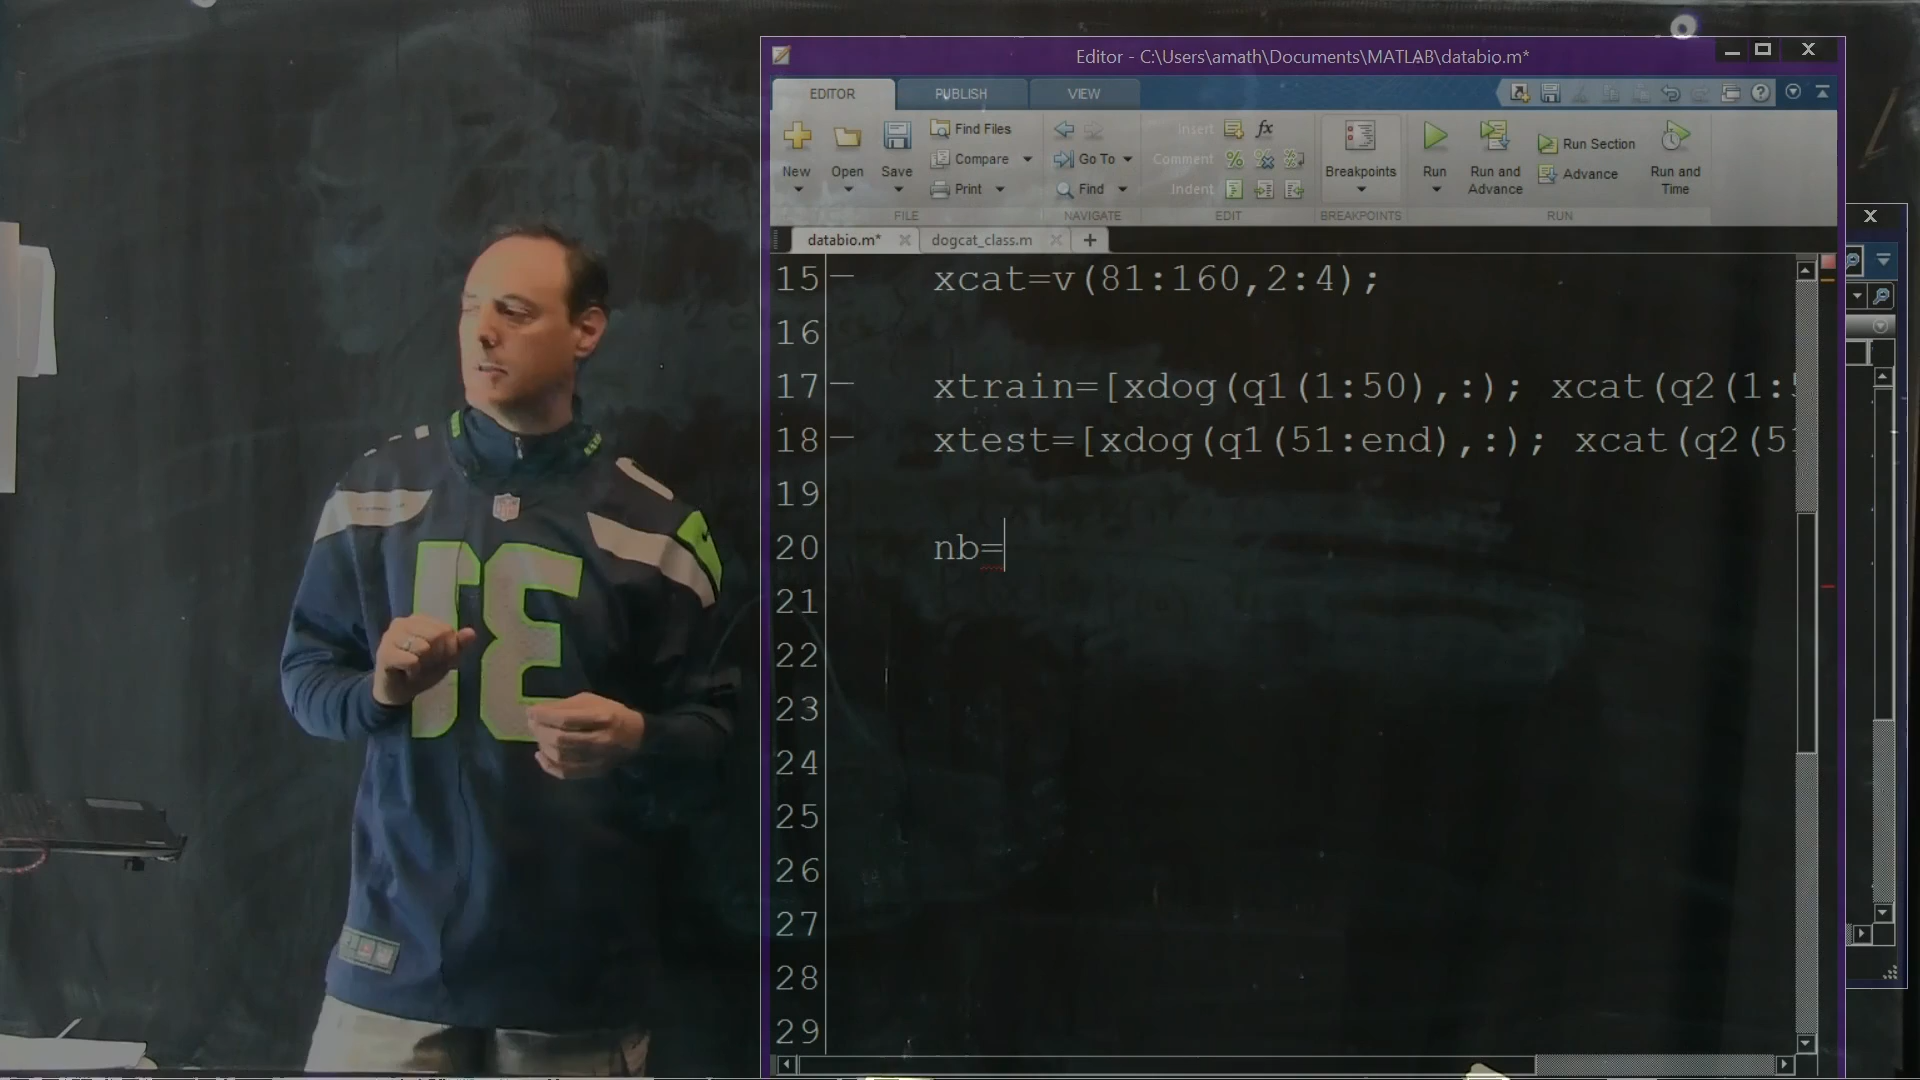 Editor - C:\Users\amath\Documents\MATLAB\databio.m*
EDITOR PUBLISH VIEW
New Open Save Find Files Compare Print FILE
Go To Find NAVIGATE
Insert fx Comment Indent EDIT
Breakpoints BREAKPOINTS
Run Run and Advance Run Section Advance Run and Time RUN
databio.m* dogcat_class.m
15 xcat=v(81:160,2:4);
16
17 xtrain=[xdog(q1(1:50),:); xcat(q2(1:5
18 xtest=[xdog(q1(51:end),:); xcat(q2(51
19
20 nb=
21
22
23
24
25
26
27
28
29
31